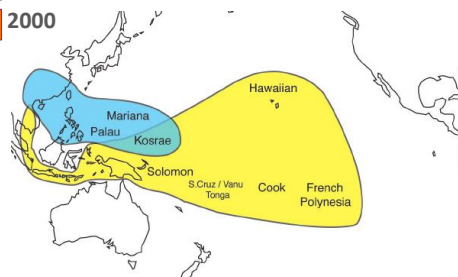 2000
Hawaiian
Mariana
Palau
Kosrae
Solomon
S.Cruz / Vanu
Tonga
Cook
French
Polynesia